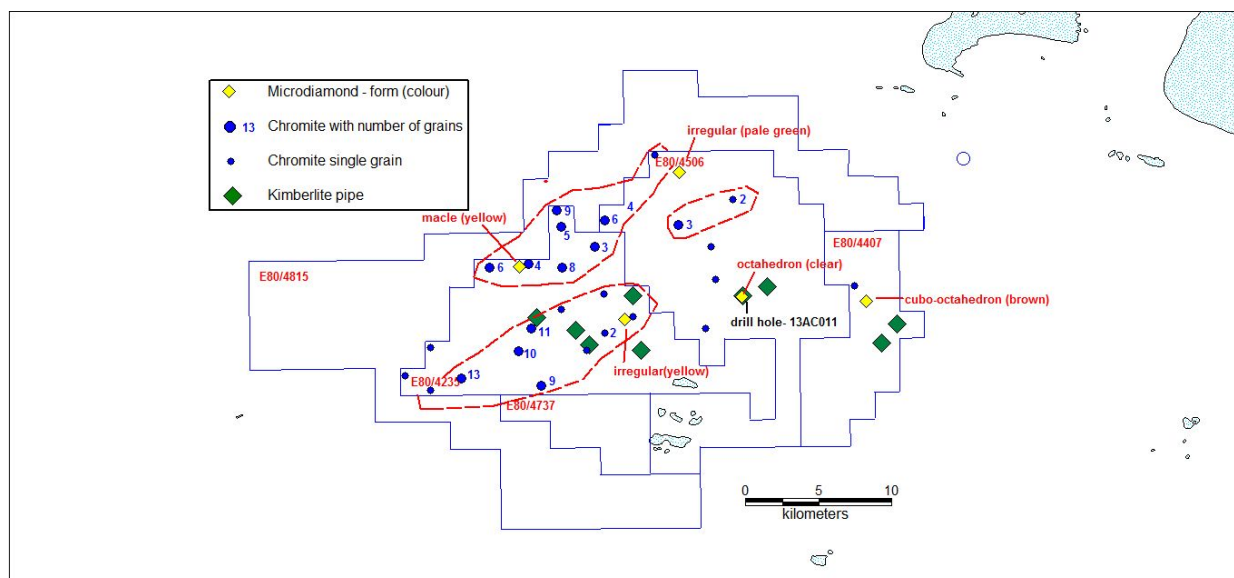 Microdiamond - form (colour)
13 Chromite with number of grains
Chromite single grain
Kimberlite pipe
irregular (pale green)
E80/4506
macle (yellow)
9
4
6
2
5
3
3
E80/4407
E80/4815
6
4
8
octahedron (clear)
cubo-octahedron (brown)
drill hole- 13AC011
11
2
10
irregular(yellow)
E80/4235
13
9
E80/4737
0 5 10
kilometers